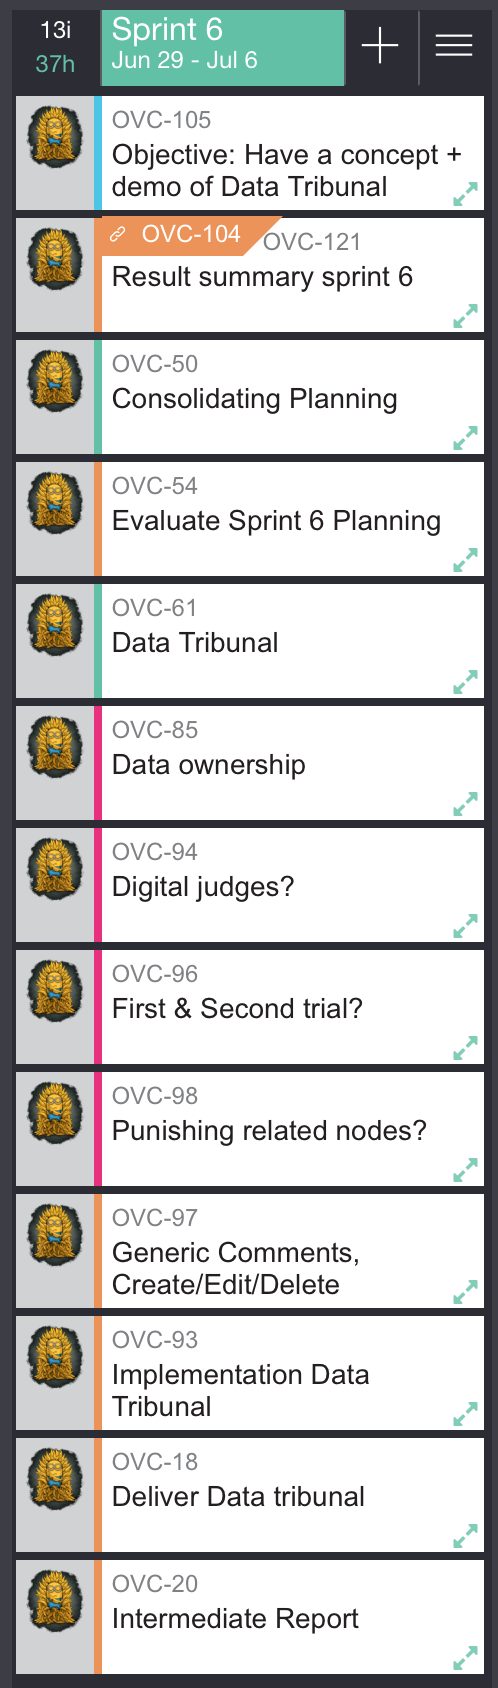 13i
37h
Sprint 6
Jun 29 - Jul 6
OVC-105
Objective: Have a concept +
demo of Data Tribunal
OVC-104
OVC-121
Result summary sprint 6
OVC-50
Consolidating Planning
OVC-54
Evaluate Sprint 6 Planning
OVC-61
Data Tribunal
OVC-85
Data ownership
OVC-94
Digital judges?
OVC-96
First & Second trial?
OVC-98
Punishing related nodes?
OVC-97
Generic Comments,
Create/Edit/Delete
OVC-93
Implementation Data
Tribunal
OVC-18
Deliver Data tribunal
OVC-20
Intermediate Report